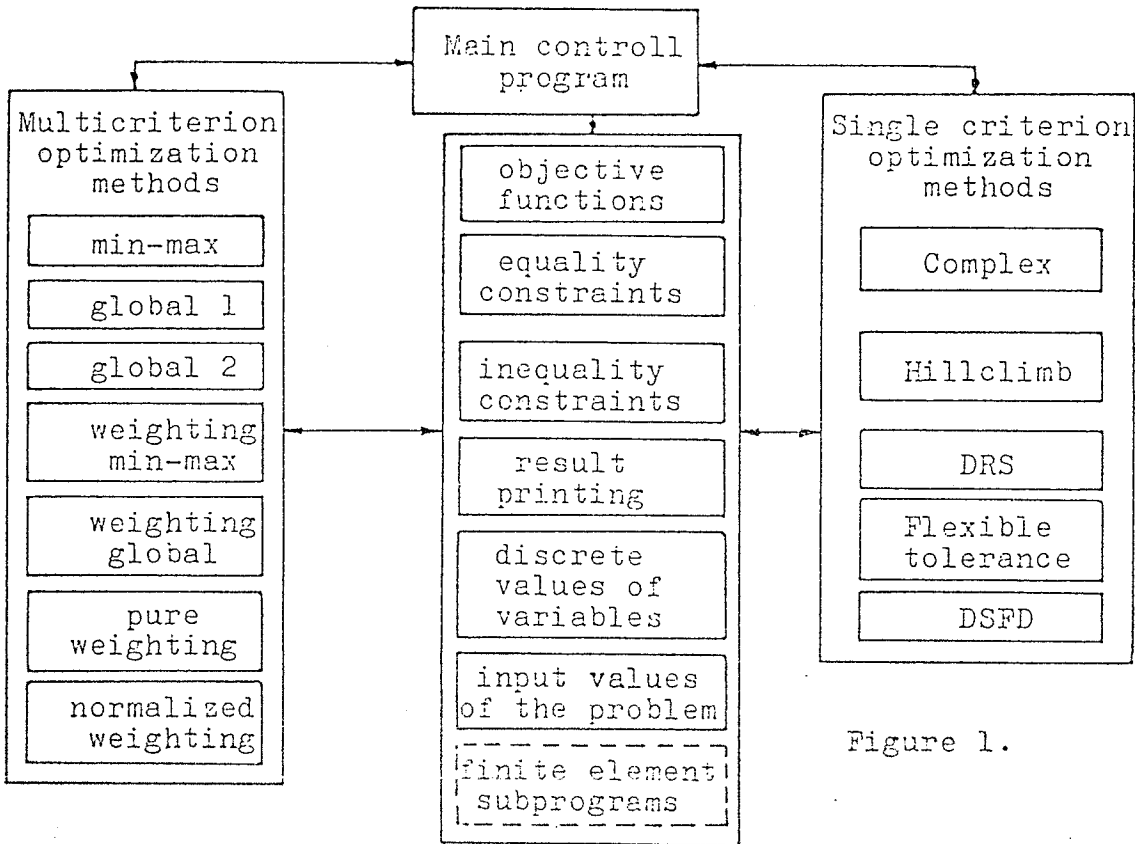 Main controll
program
Multicriterion
optimization
methods
min-max
global 1
global 2
weighting
min-max
weighting
global
pure
weighting
normalized
weighting
objective
functions
equality
constraints
inequality
constraints
result
printing
discrete
values of
variables
input values
of the problem
finite element
subprograms
Single criterion
optimization
methods
Complex
Hillclimb
DRS
Flexible
tolerance
DSFD
Figure 1.